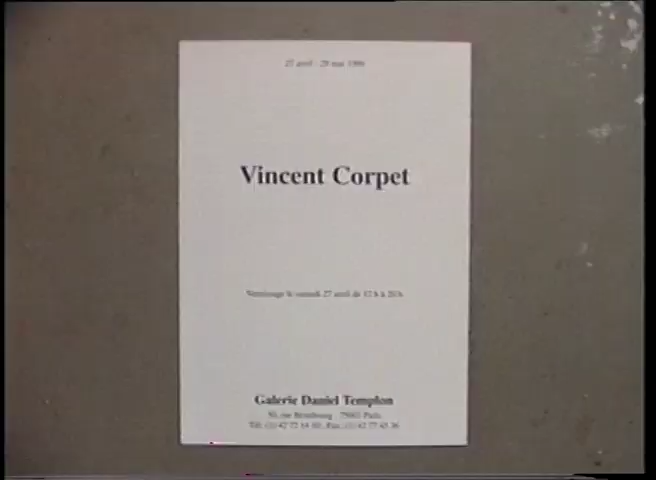 27 avril - 29 mai 1996
Vincent Corpet
Vernissage le samedi 27 avril de 17 h à 20 h
Galerie Daniel Templon
30, rue Beaubourg 75003 Paris
Tél. (1) 42 72 14 10 Fax. (1) 42 77 45 36